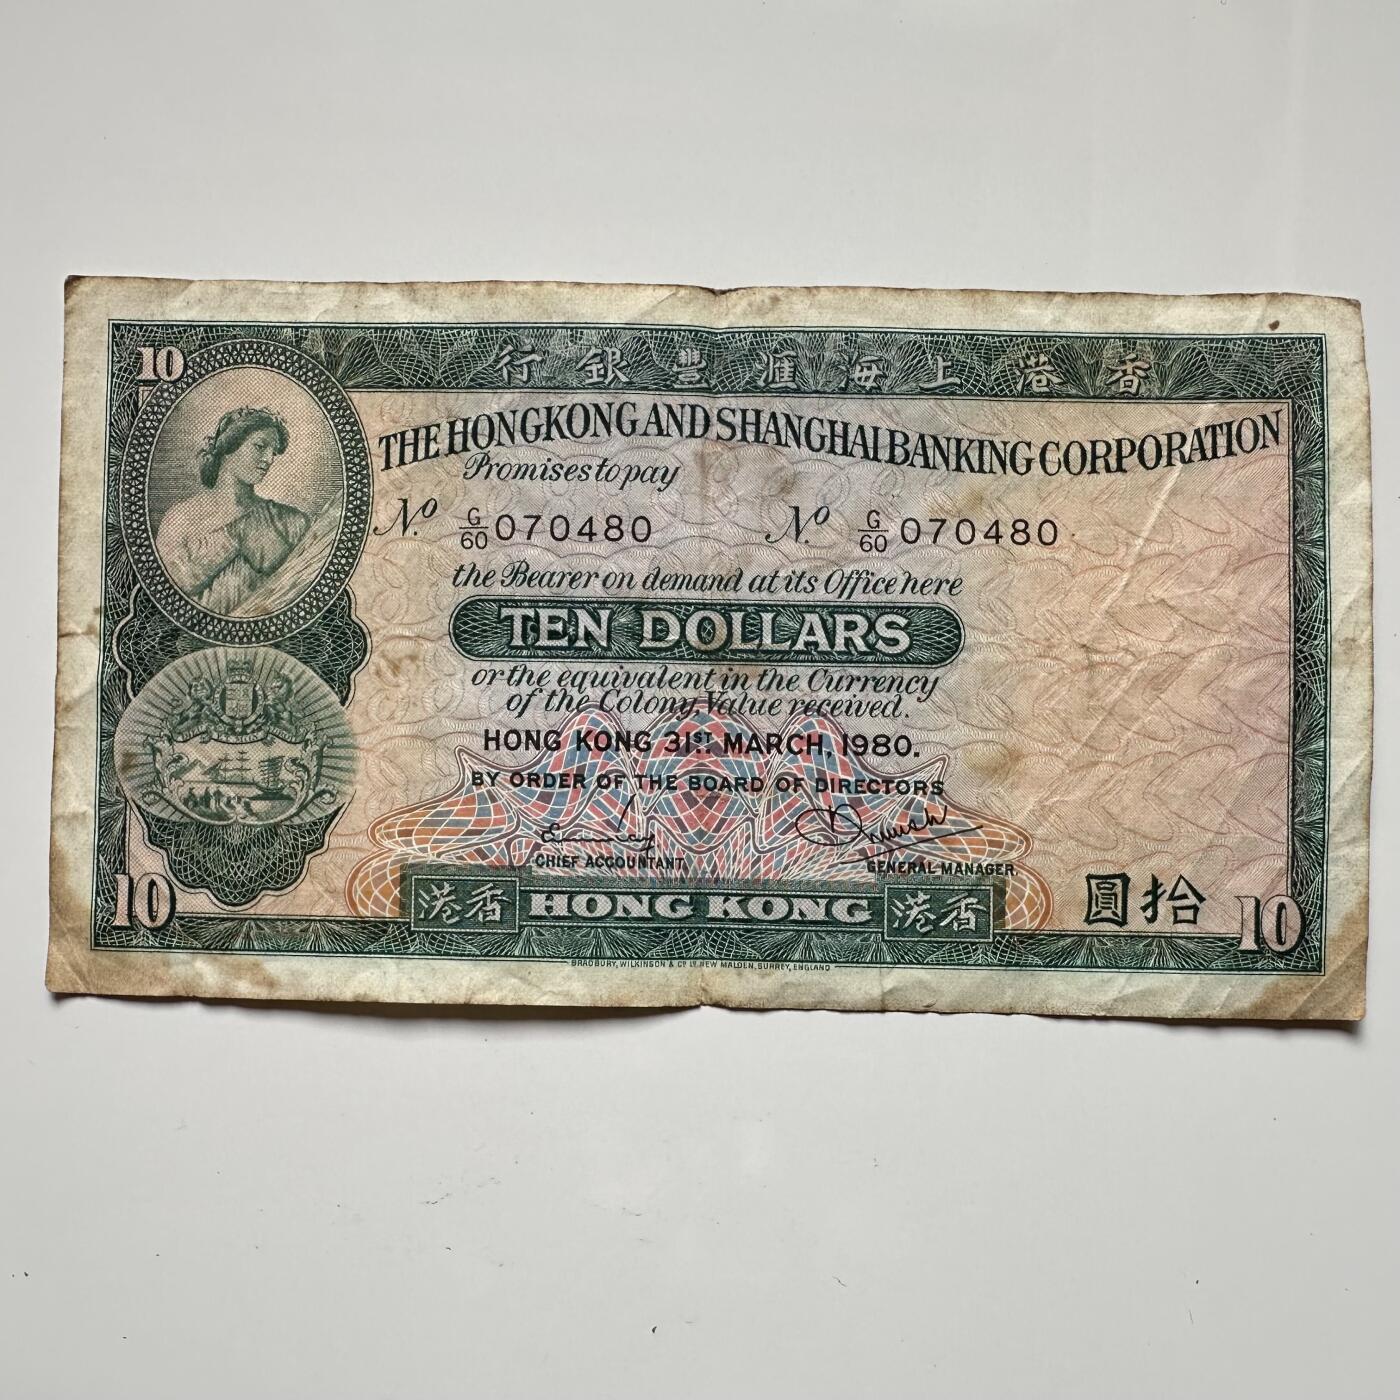 10
行銀豐滙海上港香
THE HONGKONG AND SHANGHAI BANKING CORPORATION
Promises to pay
No. G/60 070480 No. G/60 070480
the Bearer on demand at its Office here
TEN DOLLARS
or the equivalent in the Currency
of the Colony, Value received.
HONG KONG 31ST MARCH, 1980.
BY ORDER OF THE BOARD OF DIRECTORS
CHIEF ACCOUNTANT GENERAL MANAGER.
10 港香 HONG KONG 港香 圓拾 10
BRADBURY, WILKINSON & Co. Ld. NEW MALDEN, SURREY, ENGLAND